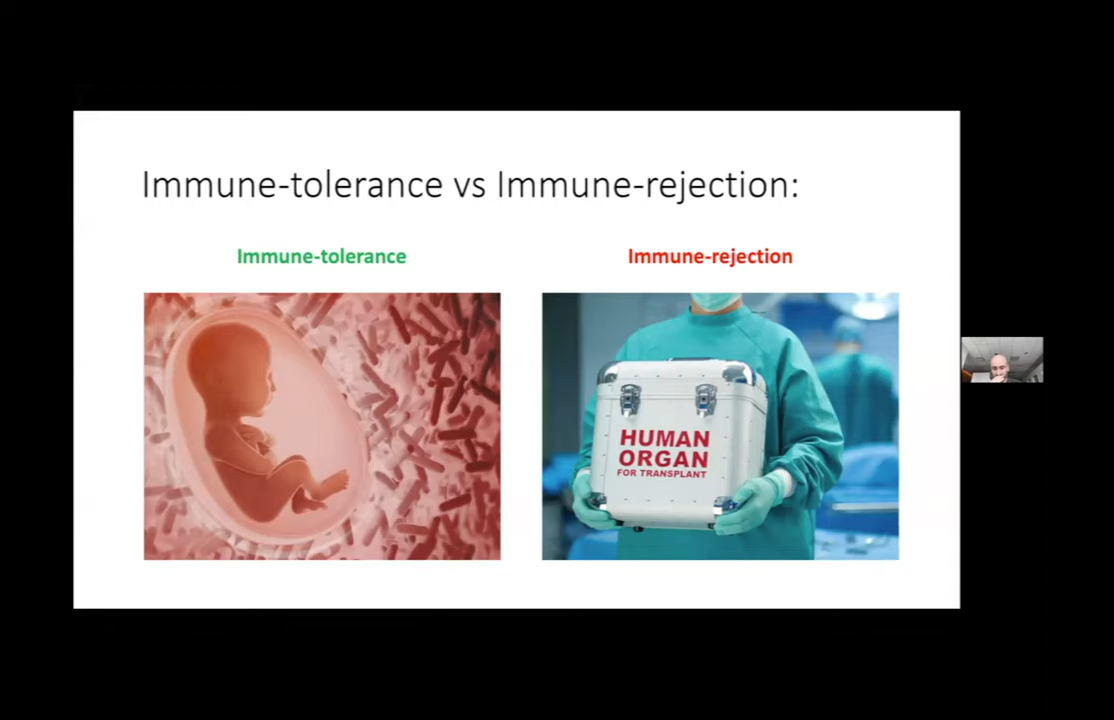 Immune-tolerance vs Immune-rejection:
Immune-tolerance
Immune-rejection
HUMAN
ORGAN
FOR TRANSPLANT